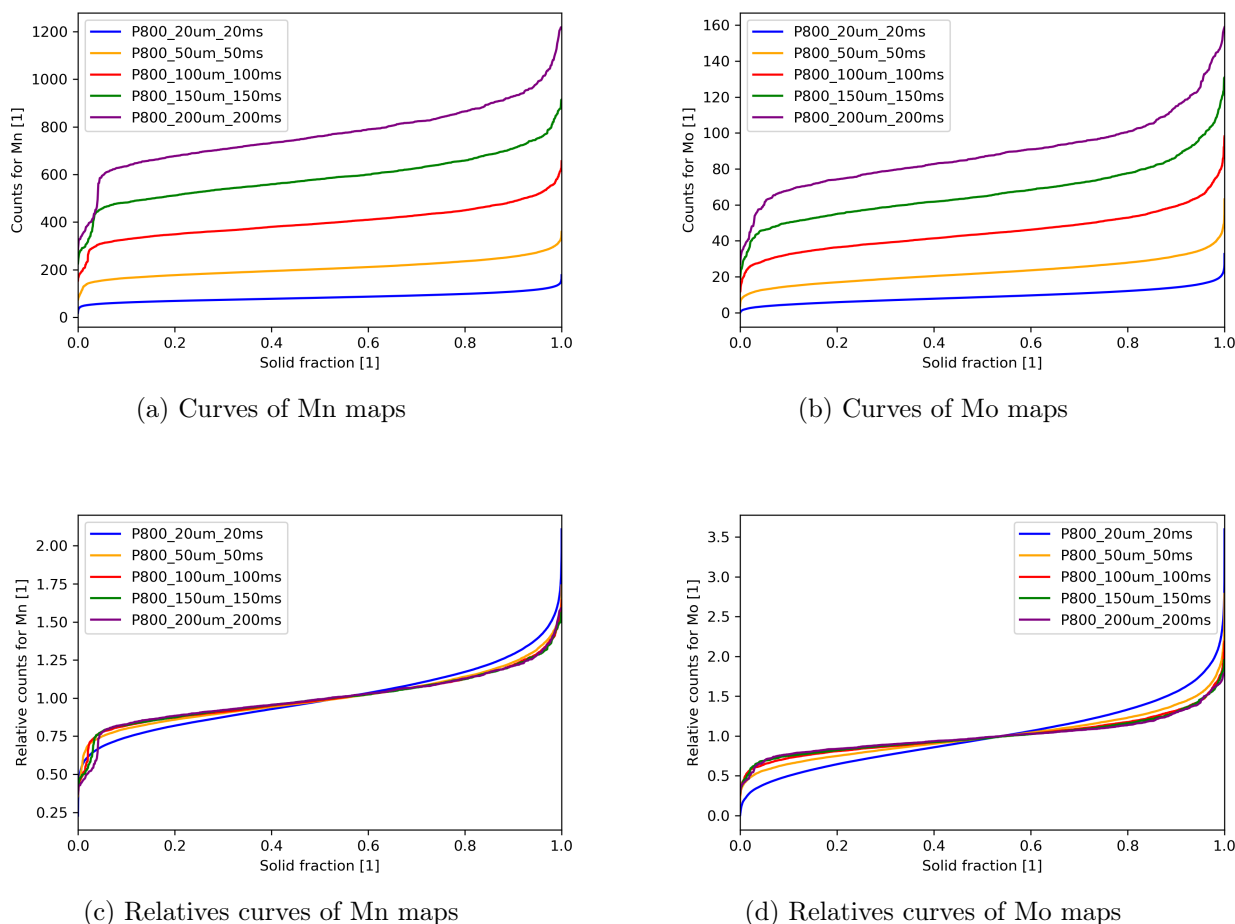 1200
1000
800
600
400
200
0
Counts for Mn [1]
P800_20um_20ms
P800_50um_50ms
P800_100um_100ms
P800_150um_150ms
P800_200um_200ms
0.0 0.2 0.4 0.6 0.8 1.0
Solid fraction [1]
(a) Curves of Mn maps
160
140
120
100
80
60
40
20
0
Counts for Mo [1]
P800_20um_20ms
P800_50um_50ms
P800_100um_100ms
P800_150um_150ms
P800_200um_200ms
0.0 0.2 0.4 0.6 0.8 1.0
Solid fraction [1]
(b) Curves of Mo maps
2.00
1.75
1.50
1.25
1.00
0.75
0.50
0.25
Relative counts for Mn [1]
P800_20um_20ms
P800_50um_50ms
P800_100um_100ms
P800_150um_150ms
P800_200um_200ms
0.0 0.2 0.4 0.6 0.8 1.0
Solid fraction [1]
(c) Relatives curves of Mn maps
3.5
3.0
2.5
2.0
1.5
1.0
0.5
0.0
Relative counts for Mo [1]
P800_20um_20ms
P800_50um_50ms
P800_100um_100ms
P800_150um_150ms
P800_200um_200ms
0.0 0.2 0.4 0.6 0.8 1.0
Solid fraction [1]
(d) Relatives curves of Mo maps